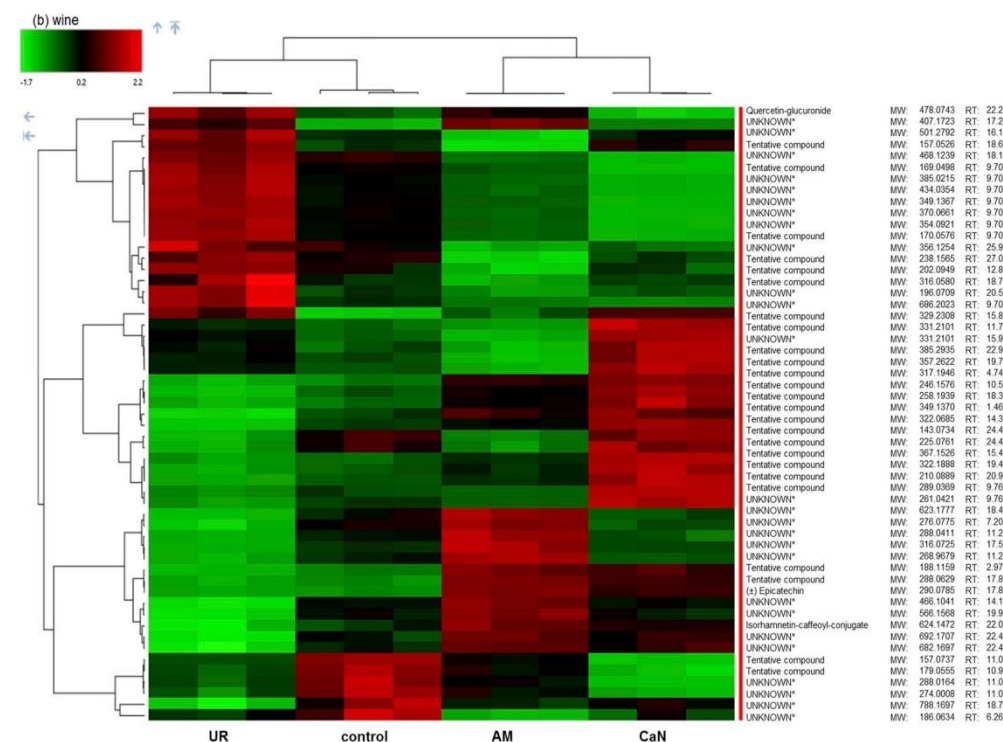 (b) wine
-1.7 0.2 2.2
Quercetin-glucuronide MW: 478.0743 RT: 22.2
UNKNOWN* MW: 407.1723 RT: 17.2
UNKNOWN* MW: 501.2792 RT: 16.1
Tentative compound MW: 157.0526 RT: 18.6
UNKNOWN* MW: 468.1239 RT: 18.1
Tentative compound MW: 169.0498 RT: 9.70
UNKNOWN* MW: 385.0215 RT: 9.70
UNKNOWN* MW: 434.0354 RT: 9.70
UNKNOWN* MW: 349.1367 RT: 9.70
UNKNOWN* MW: 370.0661 RT: 9.70
UNKNOWN* MW: 354.0921 RT: 9.70
Tentative compound MW: 170.0576 RT: 9.70
UNKNOWN* MW: 356.1254 RT: 25.9
Tentative compound MW: 238.1565 RT: 27.0
Tentative compound MW: 202.0949 RT: 12.8
Tentative compound MW: 316.0580 RT: 18.7
UNKNOWN* MW: 196.0709 RT: 20.5
UNKNOWN* MW: 686.2023 RT: 9.70
Tentative compound MW: 329.2308 RT: 15.8
Tentative compound MW: 331.2101 RT: 11.7
UNKNOWN* MW: 331.2101 RT: 15.9
Tentative compound MW: 385.2935 RT: 22.9
Tentative compound MW: 357.2622 RT: 19.7
Tentative compound MW: 317.1946 RT: 4.74
Tentative compound MW: 246.1576 RT: 10.5
Tentative compound MW: 258.1939 RT: 18.3
Tentative compound MW: 349.1370 RT: 1.46
Tentative compound MW: 322.0685 RT: 14.3
Tentative compound MW: 143.0734 RT: 24.4
Tentative compound MW: 225.0761 RT: 24.4
Tentative compound MW: 367.1526 RT: 15.4
Tentative compound MW: 322.1888 RT: 19.4
Tentative compound MW: 210.0889 RT: 20.9
Tentative compound MW: 289.0369 RT: 9.76
UNKNOWN* MW: 261.0421 RT: 9.76
UNKNOWN* MW: 623.1777 RT: 18.4
UNKNOWN* MW: 276.0775 RT: 7.20
UNKNOWN* MW: 288.0411 RT: 11.2
UNKNOWN* MW: 316.0725 RT: 17.5
UNKNOWN* MW: 268.9679 RT: 11.2
Tentative compound MW: 188.1159 RT: 2.97
Tentative compound MW: 288.0629 RT: 17.8
(±) Epicatechin MW: 290.0785 RT: 17.8
UNKNOWN* MW: 466.1041 RT: 14.1
UNKNOWN* MW: 566.1568 RT: 19.9
Isorhamnetin-caffeoyl-conjugate MW: 624.1472 RT: 22.0
UNKNOWN* MW: 692.1707 RT: 22.4
UNKNOWN* MW: 682.1697 RT: 22.4
Tentative compound MW: 157.0737 RT: 11.0
Tentative compound MW: 179.0555 RT: 10.9
UNKNOWN* MW: 288.0164 RT: 11.0
UNKNOWN* MW: 274.0008 RT: 11.0
UNKNOWN* MW: 788.1697 RT: 18.7
UNKNOWN* MW: 186.0634 RT: 6.26
UR control AM CaN